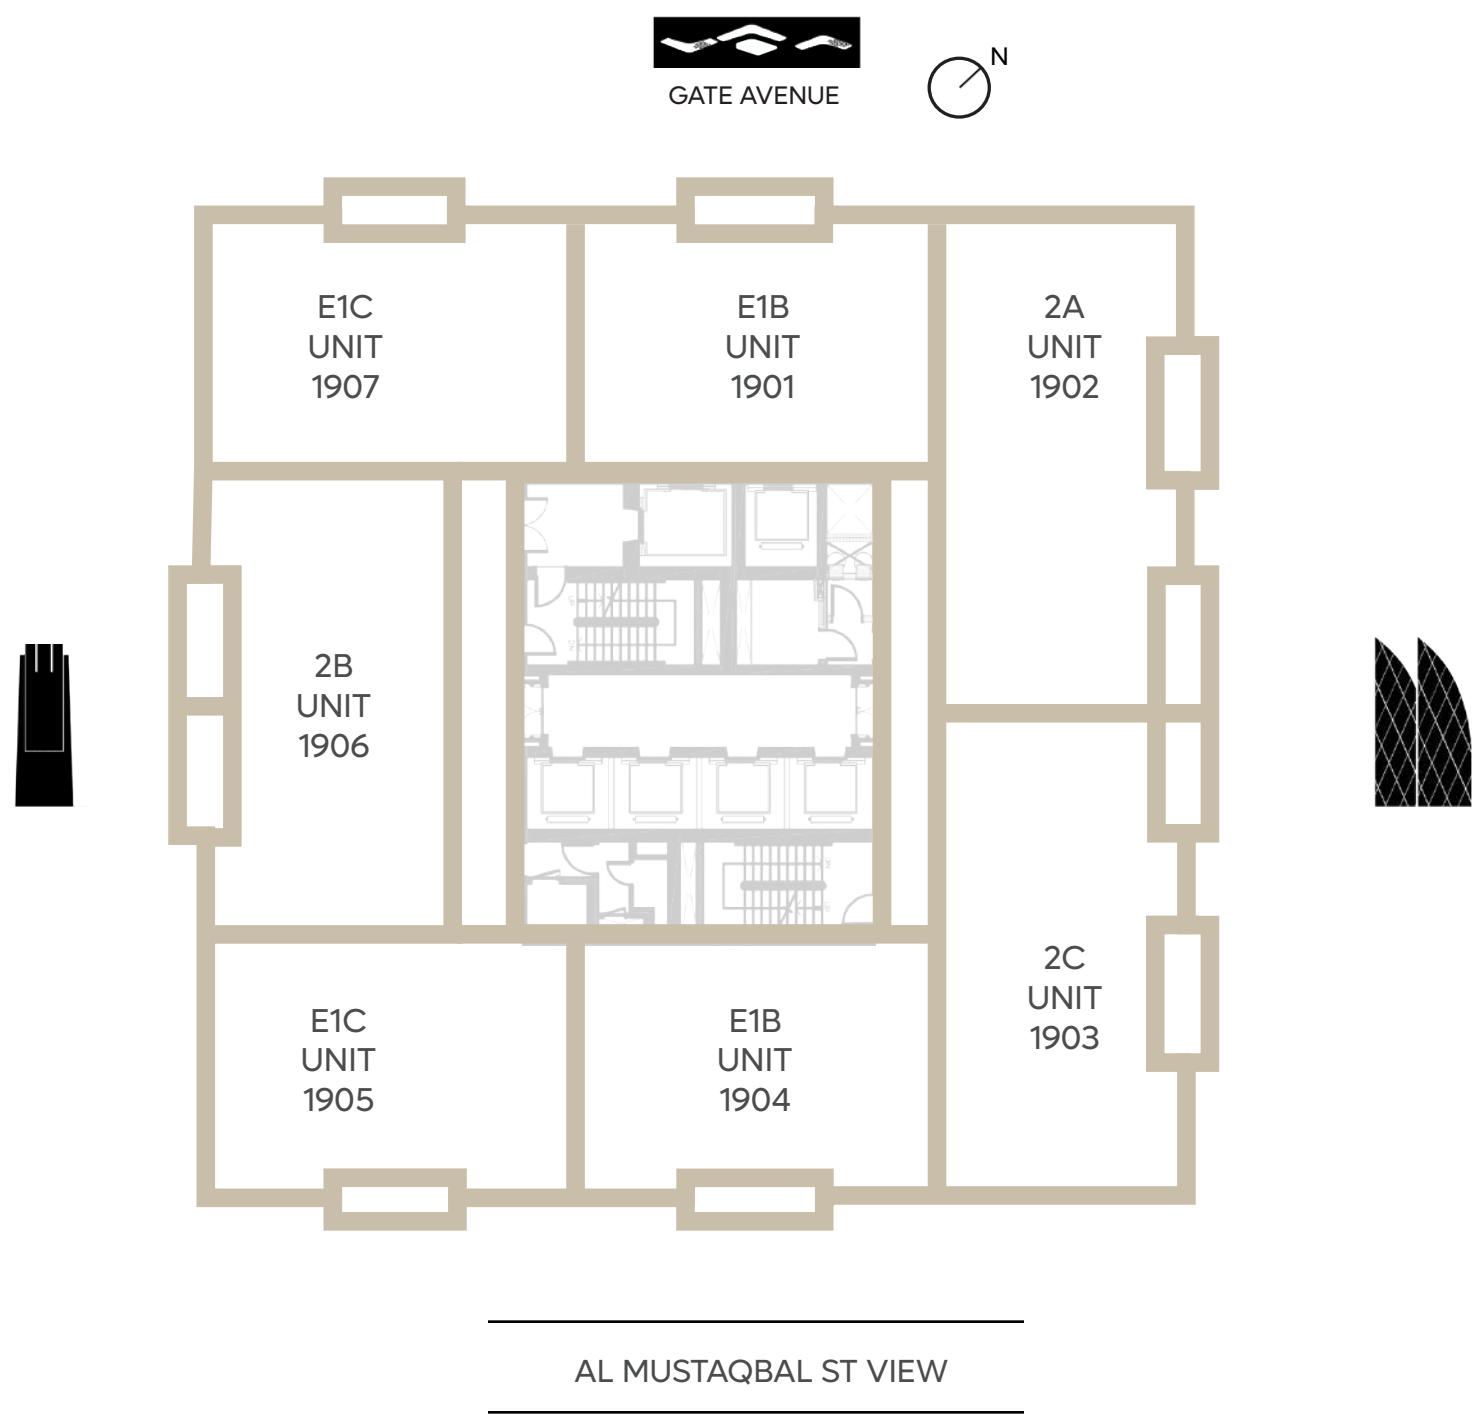 GATE AVENUE
N
E1C
UNIT
1907
E1B
UNIT
1901
2A
UNIT
1902
2B
UNIT
1906
2C
UNIT
1903
E1C
UNIT
1905
E1B
UNIT
1904
AL MUSTAQBAL ST VIEW